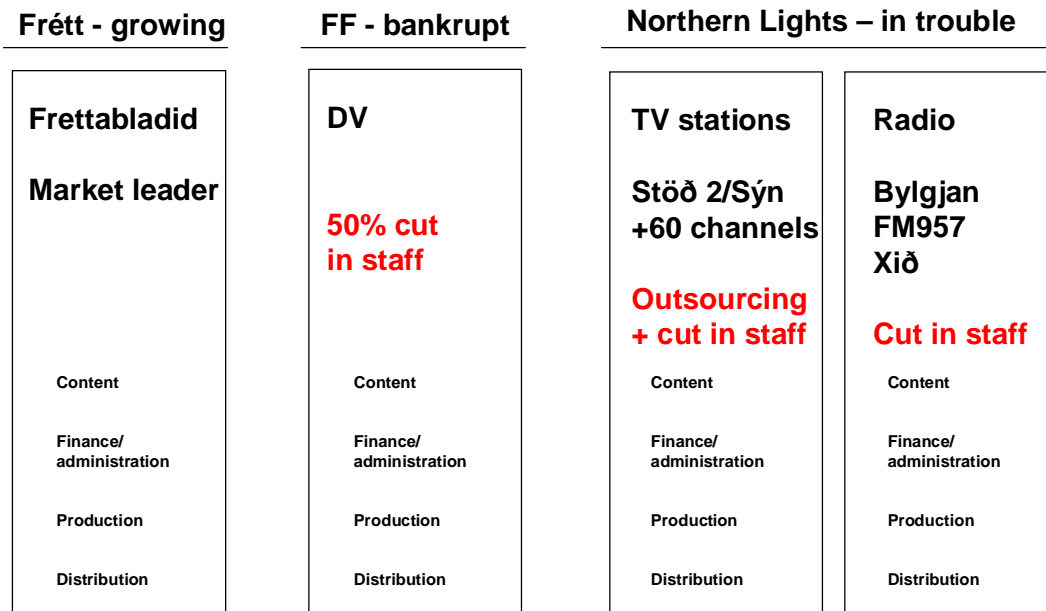 Frétt - growing
FF - bankrupt
Northern Lights – in trouble
Frettabladid
Market leader
Content
Finance/
administration
Production
Distribution
DV
50% cut
in staff
Content
Finance/
administration
Production
Distribution
TV stations
Stöð 2/Sýn
+60 channels
Outsourcing
+ cut in staff
Content
Finance/
administration
Production
Distribution
Radio
Bylgjan
FM957
Xið
Cut in staff
Content
Finance/
administration
Production
Distribution